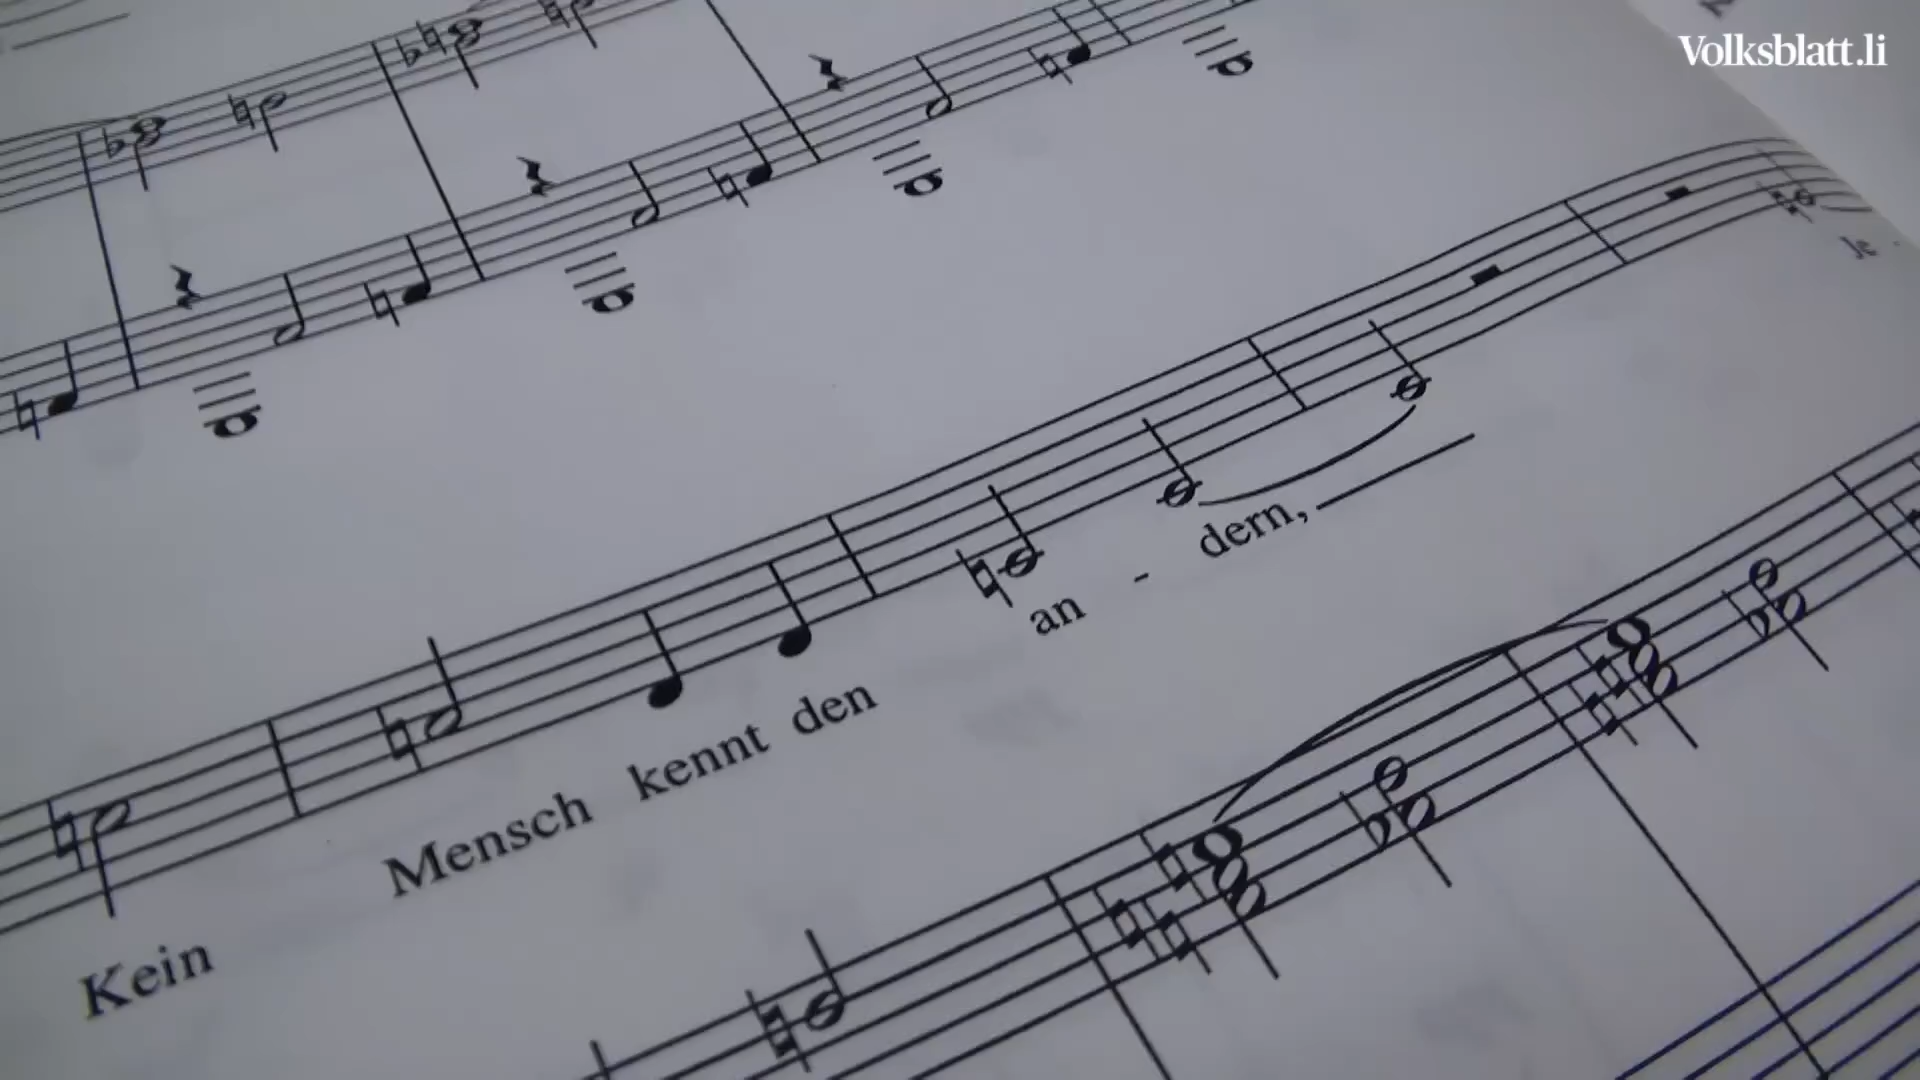 Volksblatt.li
Kein Mensch kennt den an - dern,